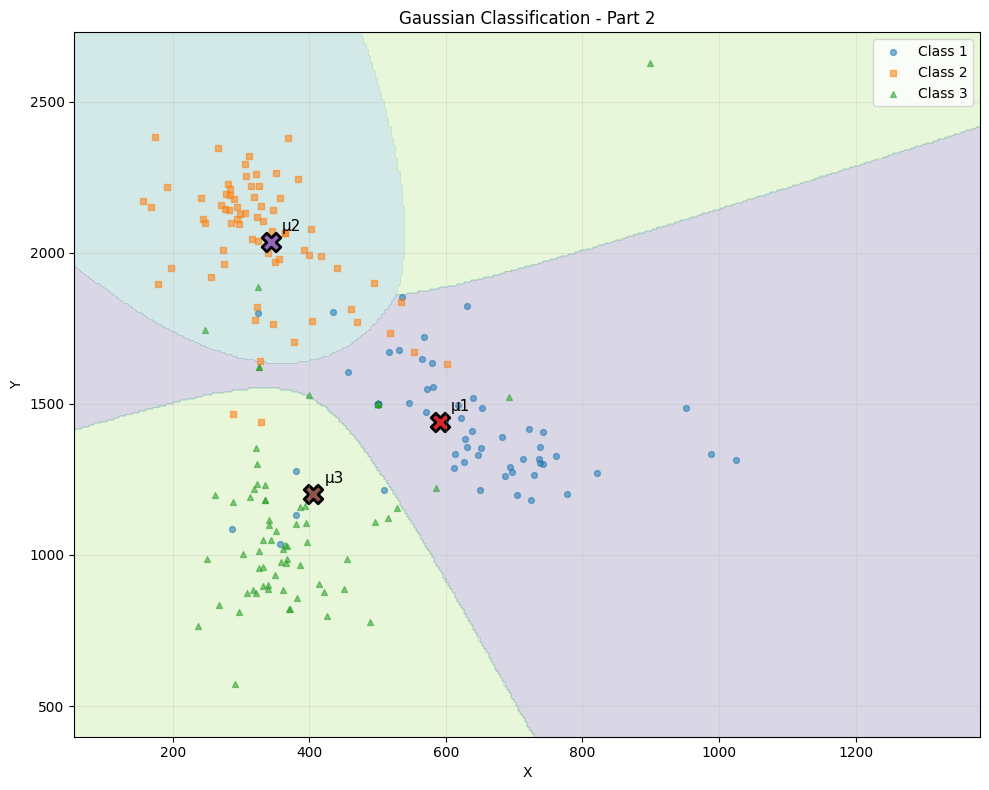 Gaussian Classification - Part 2
Class 1
Class 2
Class 3
μ2
μ1
μ3
2500
2000
1500
1000
500
Y
200 400 600 800 1000 1200
X